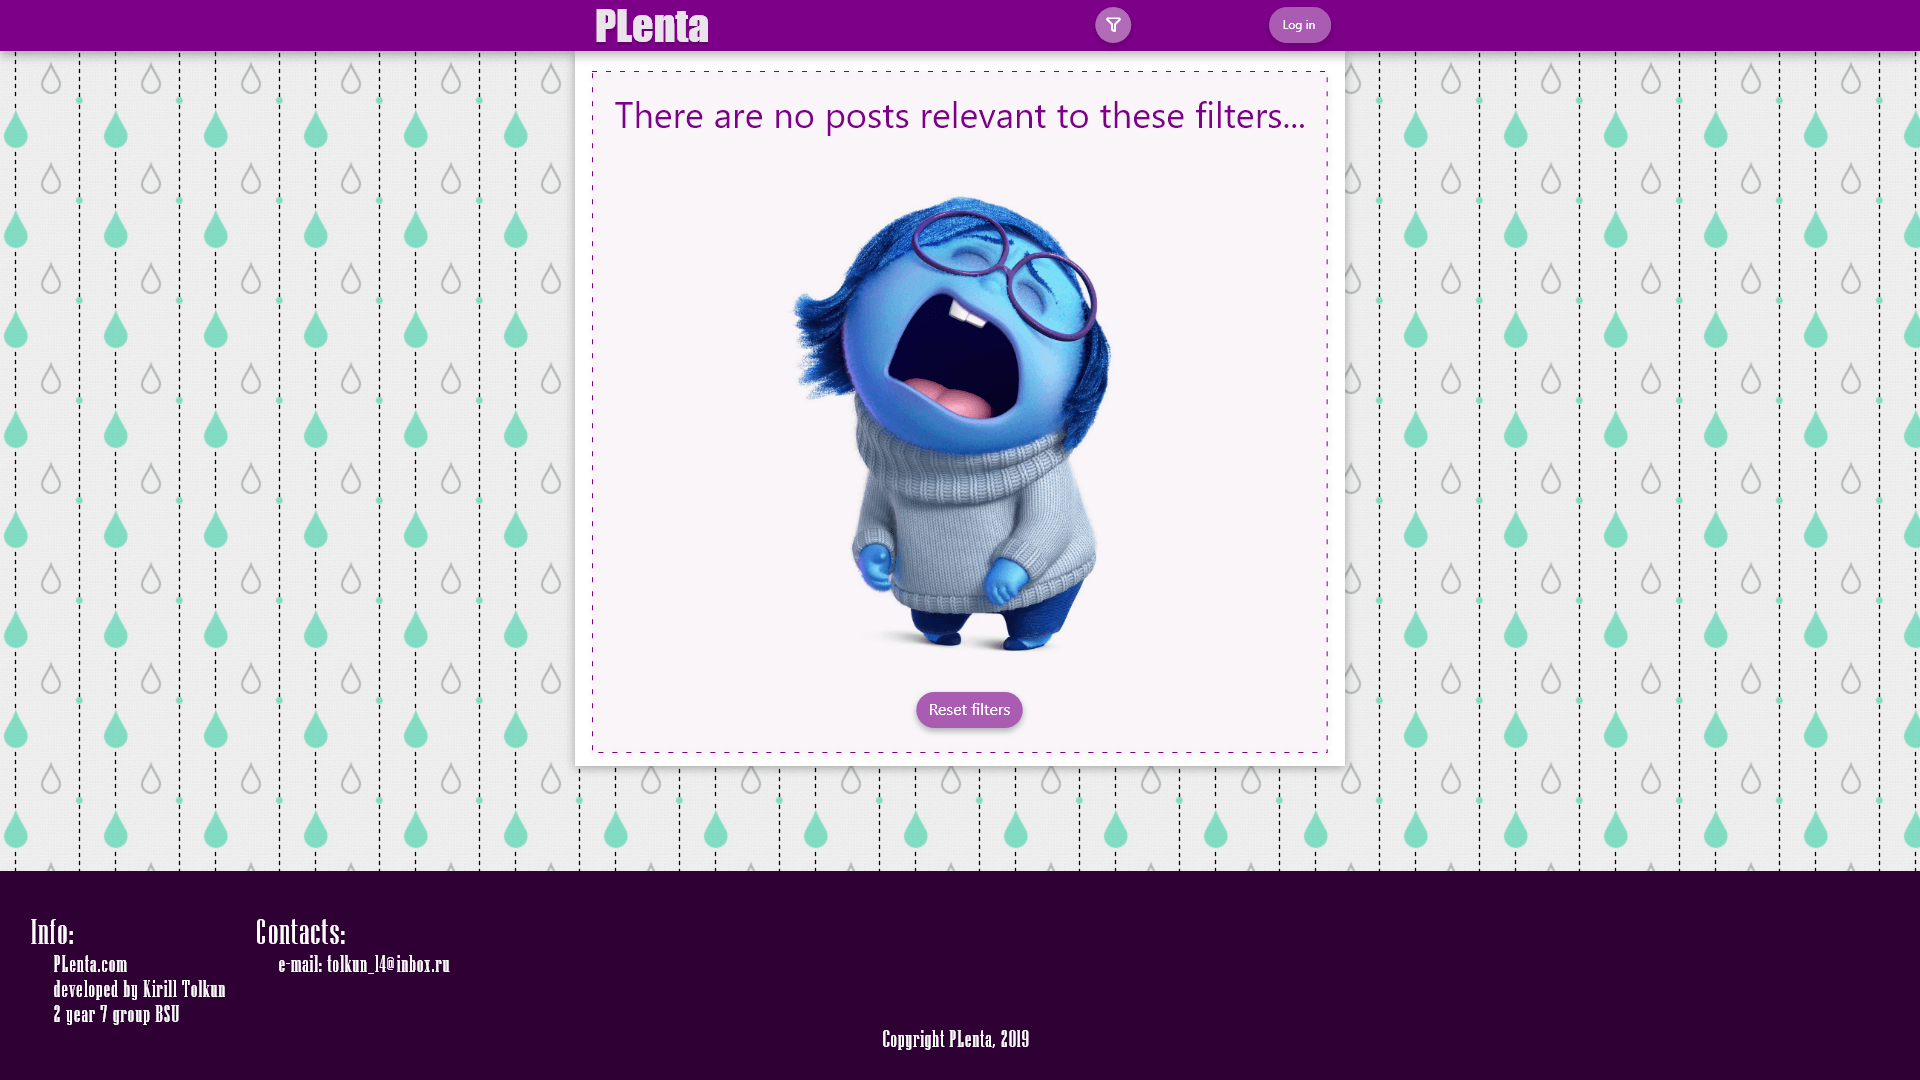 PLenta
Log in
There are no posts relevant to these filters...
Reset filters
Info:
PLenta.com
developed by Kirill Tolkun
2 year 7 group BSU
Contacts:
e-mail: tolkun_14@inbox.ru
Copyright PLenta, 2019